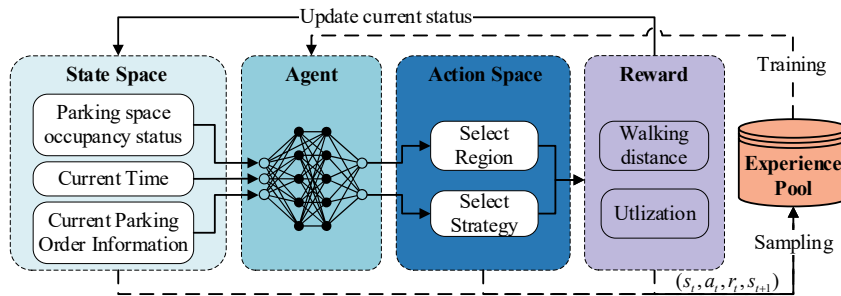 Update current status
State Space
Parking space
occupancy status
Current Time
Current Parking
Order Information
Agent
Action Space
Select
Region
Select
Strategy
Reward
Walking
distance
Utlization
Training
Experience
Pool
Sampling
(s_t, a_t, r_t, s_{t+1})